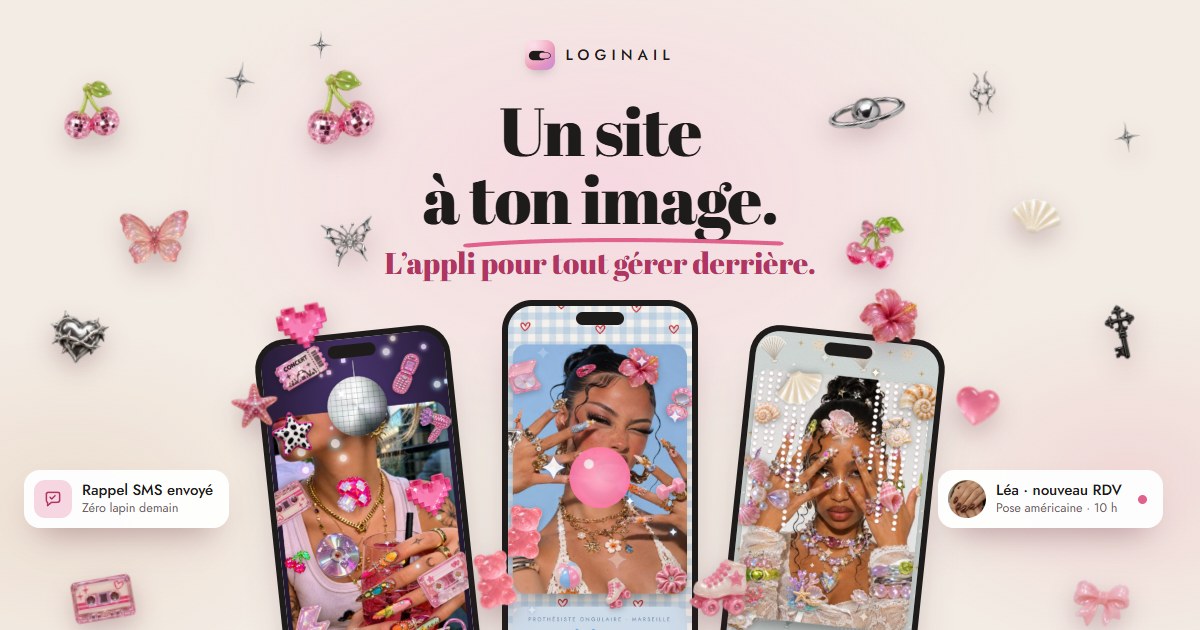 LOGINAIL
Un site
à ton image.
L’appli pour tout gérer derrière.
CONCERT
Rappel SMS envoyé
Zéro lapin demain
Léa · nouveau RDV
Pose américaine · 10 h
PROTHÉSISTE ONGULAIRE · MARSEILLE